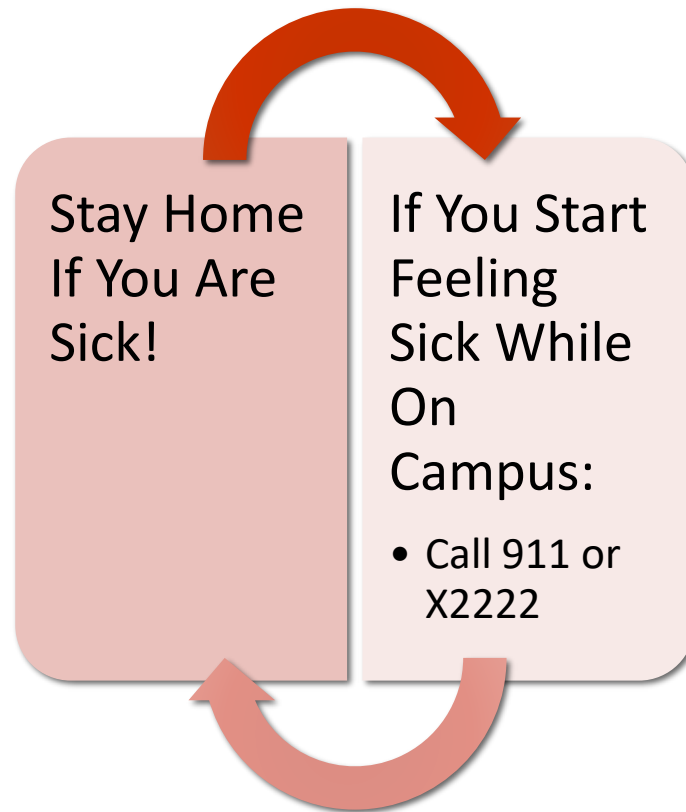 Stay Home
If You Are
Sick!
If You Start
Feeling
Sick While
On
Campus:
• Call 911 or
X2222